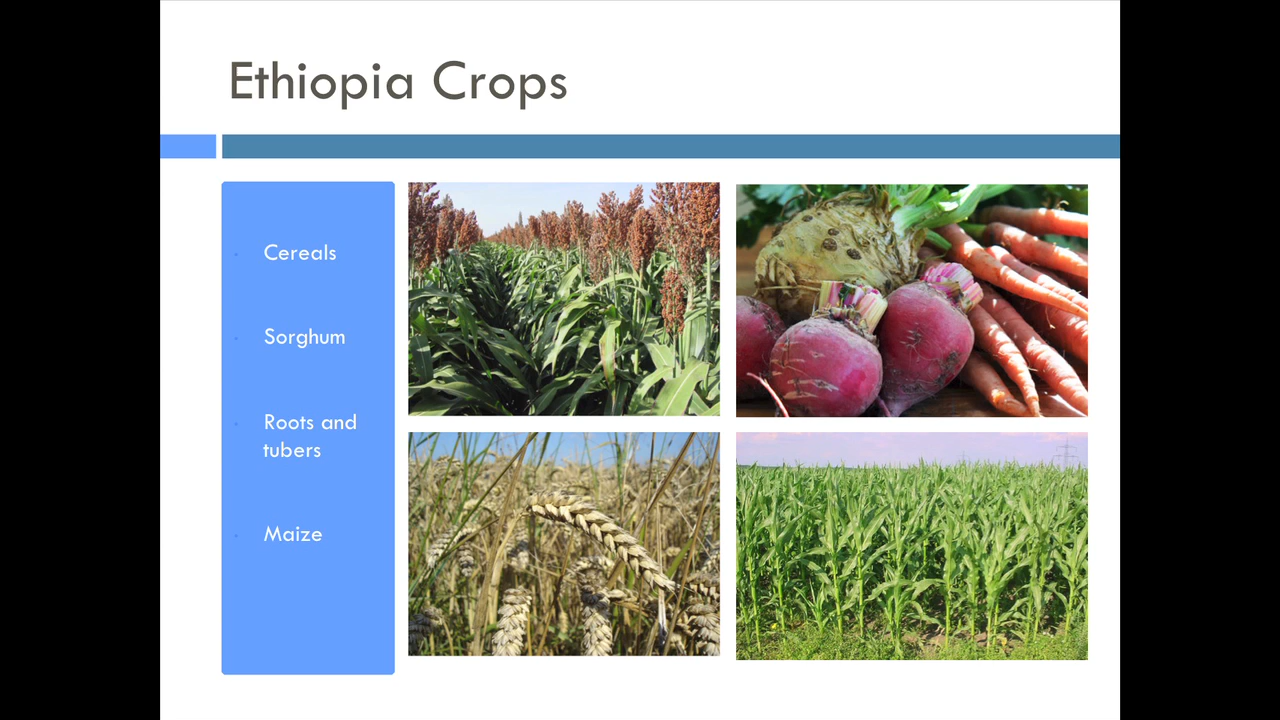 Ethiopia Crops
Cereals
Sorghum
Roots and
tubers
Maize